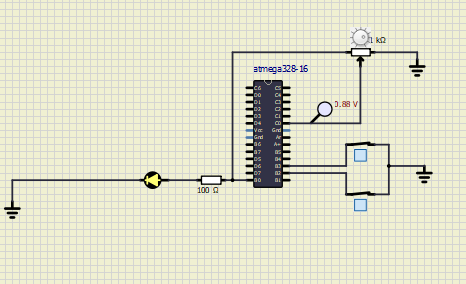 1 kΩ
atmega328-16
C6 C5
D0 C4
D1 C3
D2 C2
D3 C1
D4 C0
0.88 V
Vcc Gnd
Gnd Ar
B6 A+
B7 B5
D5 B4
D6 B3
D7 B2
B0 B1
100 Ω